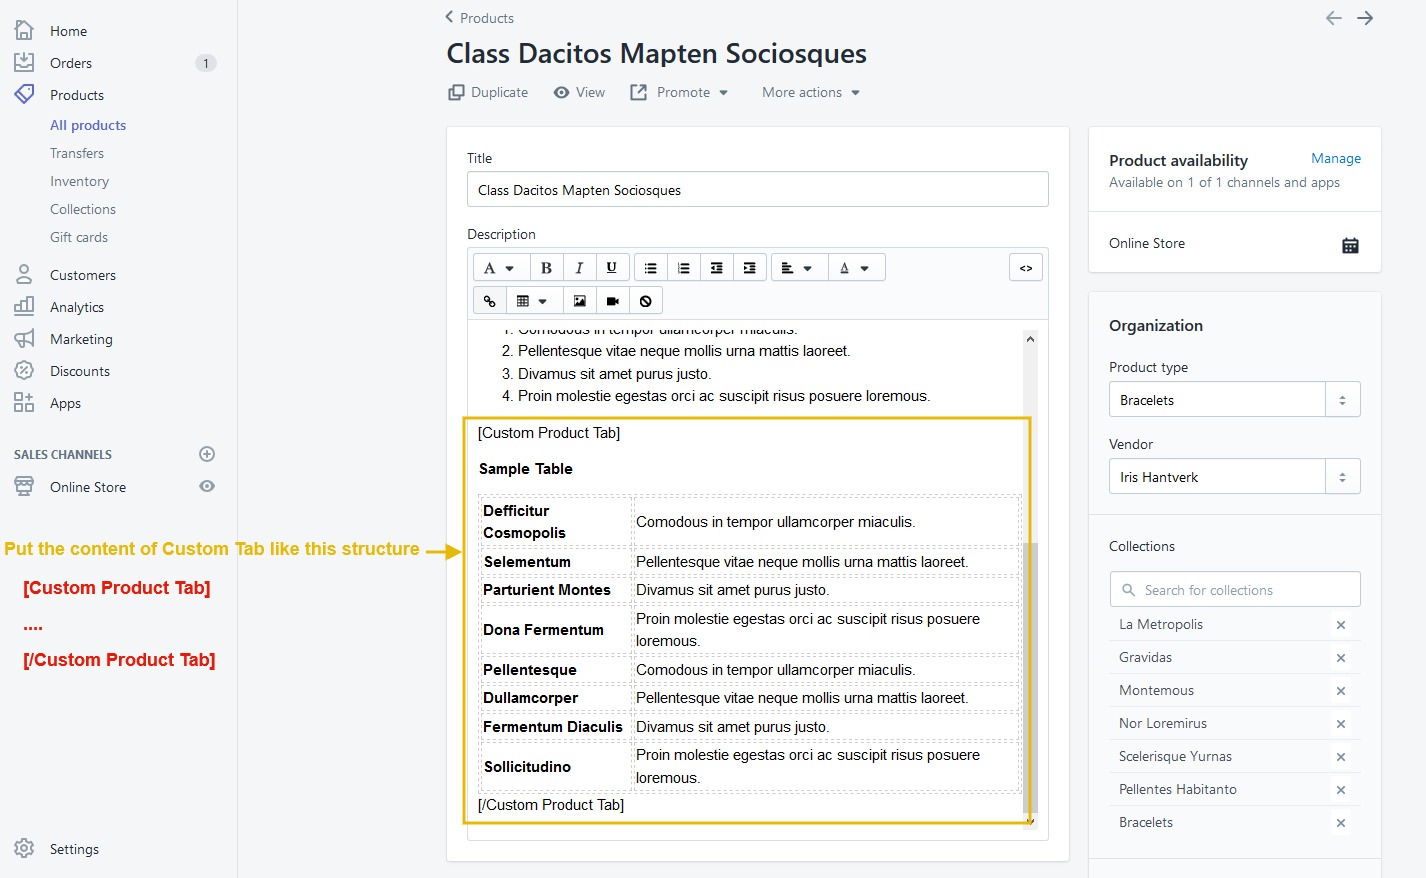 Home
Orders 1
Products
All products
Transfers
Inventory
Collections
Gift cards
Customers
Analytics
Marketing
Discounts
Apps
SALES CHANNELS
Online Store
Put the content of Custom Tab like this structure
[Custom Product Tab]
....
[/Custom Product Tab]
Settings
Products
Class Dacitos Mapten Sociosques
Duplicate View Promote More actions
Title
Class Dacitos Mapten Sociosques
Description
A B I U A <>
1. Comodous in tempor ullamcorper miaculis.
2. Pellentesque vitae neque mollis urna mattis laoreet.
3. Divamus sit amet purus justo.
4. Proin molestie egestas orci ac suscipit risus posuere loremous.
[Custom Product Tab]
Sample Table
Defficitur
Cosmopolis
Comodous in tempor ullamcorper miaculis.
Selementum Pellentesque vitae neque mollis urna mattis laoreet.
Parturient Montes Divamus sit amet purus justo.
Dona Fermentum
Proin molestie egestas orci ac suscipit risus posuere
loremous.
Pellentesque Comodous in tempor ullamcorper miaculis.
Dullamcorper Pellentesque vitae neque mollis urna mattis laoreet.
Fermentum Diaculis Divamus sit amet purus justo.
Sollicitudino
Proin molestie egestas orci ac suscipit risus posuere
loremous.
[/Custom Product Tab]
Product availability Manage
Available on 1 of 1 channels and apps
Online Store
Organization
Product type
Bracelets
Vendor
Iris Hantverk
Collections
Search for collections
La Metropolis
Gravidas
Montemous
Nor Loremirus
Scelerisque Yurnas
Pellentes Habitanto
Bracelets